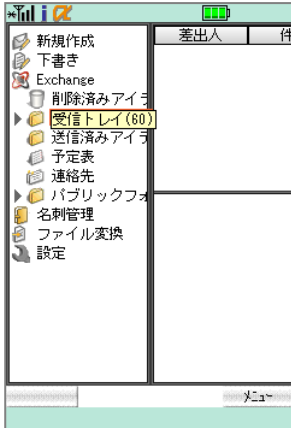 i α
差出人 件
新規作成
下書き
Exchange
削除済みアイテ
受信トレイ(60)
送信済みアイテ
予定表
連絡先
パブリックフォ
名刺管理
ファイル変換
設定
メニュー